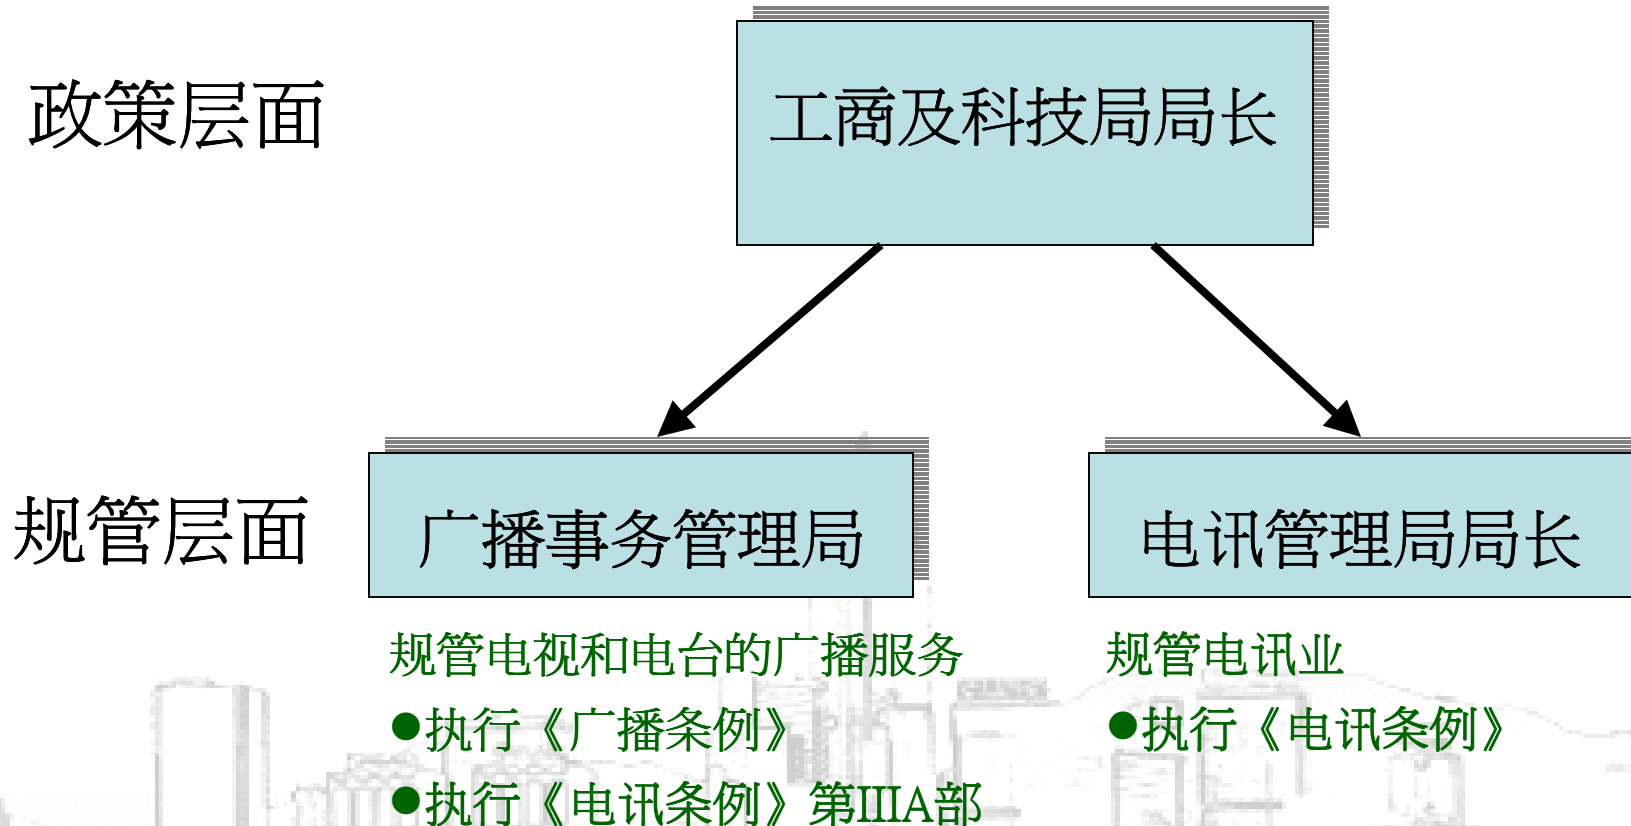 政策层面
工商及科技局局长
规管层面
广播事务管理局
电讯管理局局长
规管电视和电台的广播服务
●执行《广播条例》
●执行《电讯条例》第IIIA部
规管电讯业
●执行《电讯条例》